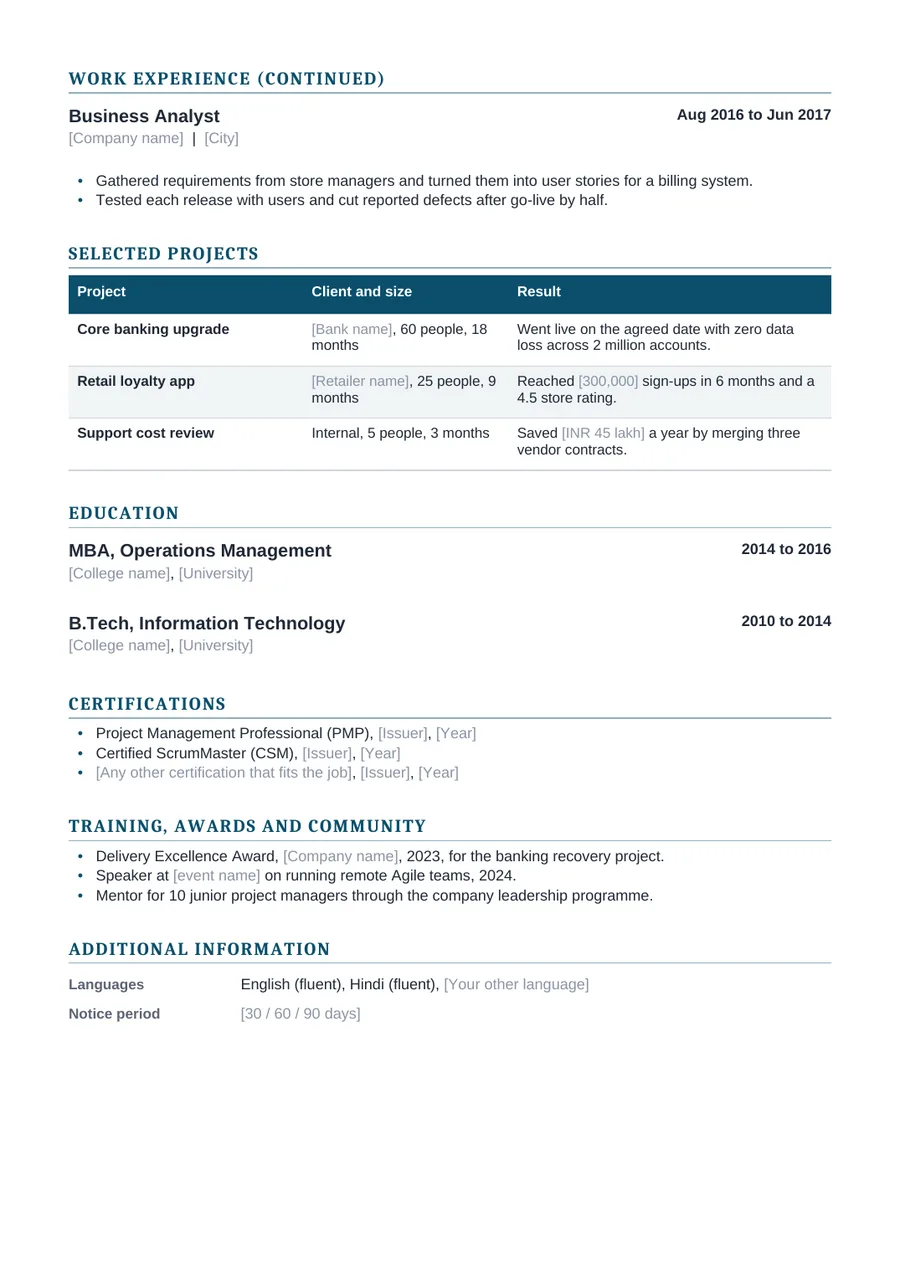 WORK EXPERIENCE (CONTINUED)
Business Analyst
Aug 2016 to Jun 2017
[Company name] | [City]
• Gathered requirements from store managers and turned them into user stories for a billing system.
• Tested each release with users and cut reported defects after go-live by half.
SELECTED PROJECTS
Project Client and size Result
Core banking upgrade
[Bank name], 60 people, 18
months
Went live on the agreed date with zero data
loss across 2 million accounts.
Retail loyalty app
[Retailer name], 25 people, 9
months
Reached [300,000] sign-ups in 6 months and a
4.5 store rating.
Support cost review
Internal, 5 people, 3 months
Saved [INR 45 lakh] a year by merging three
vendor contracts.
EDUCATION
MBA, Operations Management
2014 to 2016
[College name], [University]
B.Tech, Information Technology
2010 to 2014
[College name], [University]
CERTIFICATIONS
• Project Management Professional (PMP), [Issuer], [Year]
• Certified ScrumMaster (CSM), [Issuer], [Year]
• [Any other certification that fits the job], [Issuer], [Year]
TRAINING, AWARDS AND COMMUNITY
• Delivery Excellence Award, [Company name], 2023, for the banking recovery project.
• Speaker at [event name] on running remote Agile teams, 2024.
• Mentor for 10 junior project managers through the company leadership programme.
ADDITIONAL INFORMATION
Languages English (fluent), Hindi (fluent), [Your other language]
Notice period [30 / 60 / 90 days]